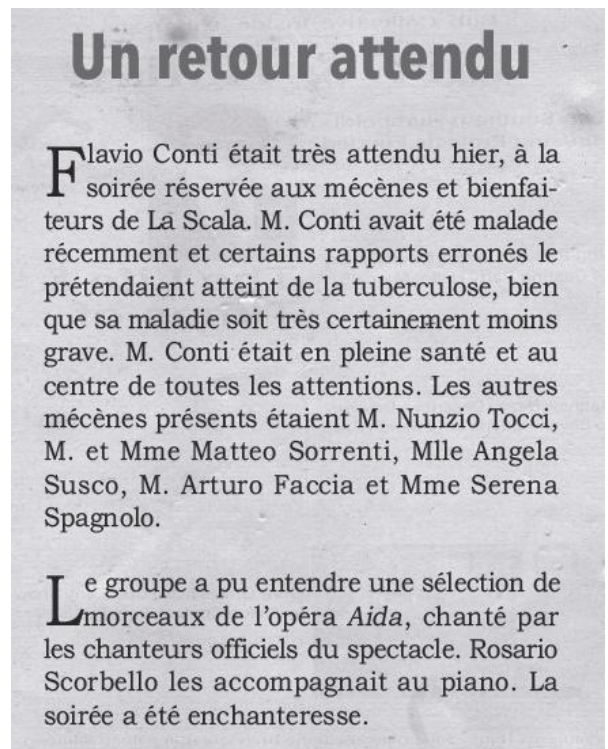 Un retour attendu
Flavio Conti était très attendu hier, à la
soirée réservée aux mécènes et bienfai-
teurs de La Scala. M. Conti avait été malade
récemment et certains rapports erronés le
prétendaient atteint de la tuberculose, bien
que sa maladie soit très certainement moins
grave. M. Conti était en pleine santé et au
centre de toutes les attentions. Les autres
mécènes présents étaient M. Nunzio Tocci,
M. et Mme Matteo Sorrenti, Mlle Angela
Susco, M. Arturo Faccia et Mme Serena
Spagnolo.
Le groupe a pu entendre une sélection de
morceaux de l'opéra Aida, chanté par
les chanteurs officiels du spectacle. Rosario
Scorbello les accompagnait au piano. La
soirée a été enchanteresse.